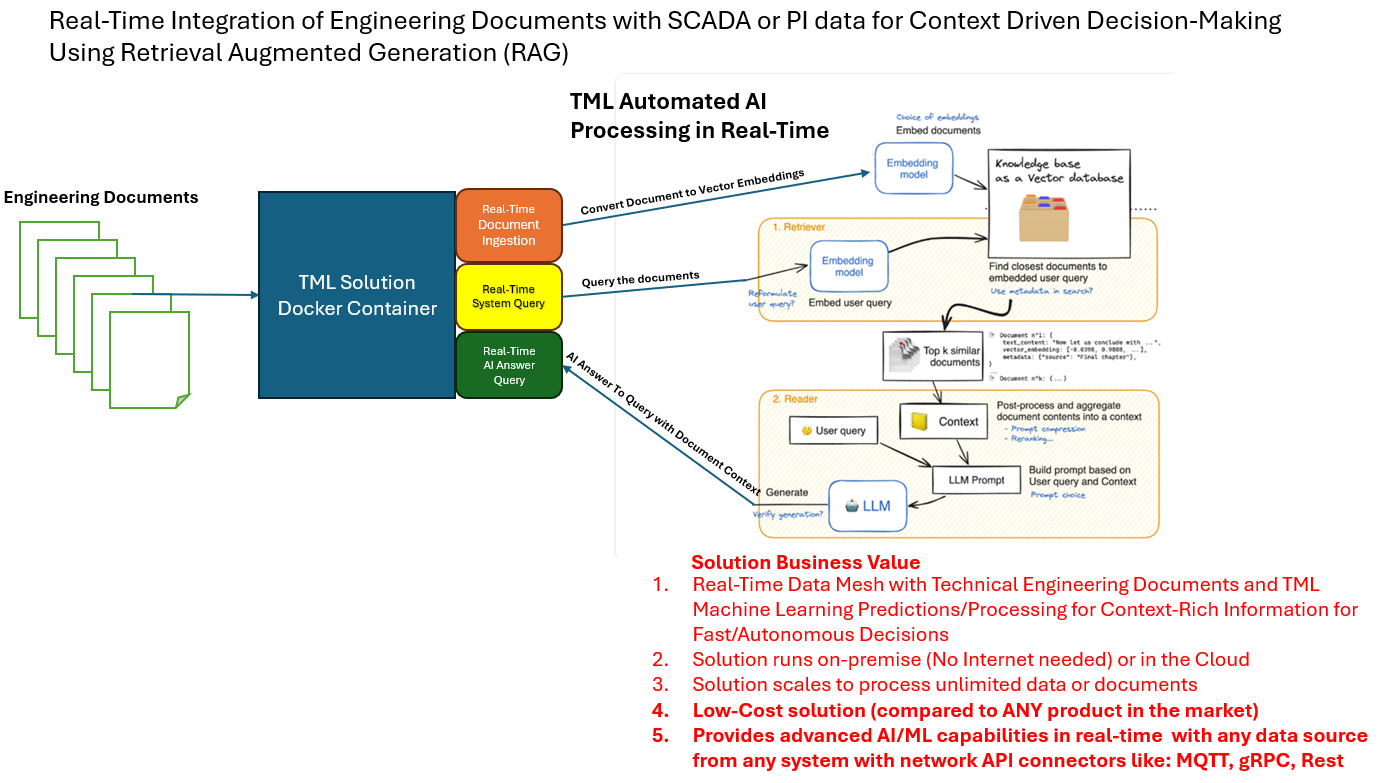 Real-Time Integration of Engineering Documents with SCADA or PI data for Context Driven Decision-Making
Using Retrieval Augmented Generation (RAG)
TML Automated AI
Processing in Real-Time
Engineering Documents
TML Solution
Docker Container
Real-Time
Document
Ingestion
Real-Time
System Query
Real-Time
AI Answer
Query
Convert Document to Vector Embeddings
Query the documents
AI Answer To Query with Document Context
Choice of embeddings
Embed documents
Embedding
model
Knowledge base
as a Vector database
1. Retriever
Embedding
model
Reformulate
user query?
Embed user query
Find closest documents to
embedded user query
Use metadata in search?
Top k similar
documents
Document n°1: {
text_content: "Now let us conclude with ...",
vector_embedding: [-0.0398, 0.9888, ...],
metadata: {"source": "Final chapter"},
}
...
Document n°k: {...}
2. Reader
User query
Context
Post-process and aggregate
document contents into a context
- Prompt compression
- Reranking...
LLM Prompt
Build prompt based on
User query and Context
Prompt choice
LLM
Generate
Verify generation?
Solution Business Value
1. Real-Time Data Mesh with Technical Engineering Documents and TML
Machine Learning Predictions/Processing for Context-Rich Information for
Fast/Autonomous Decisions
2. Solution runs on-premise (No Internet needed) or in the Cloud
3. Solution scales to process unlimited data or documents
4. Low-Cost solution (compared to ANY product in the market)
5. Provides advanced AI/ML capabilities in real-time with any data source
from any system with network API connectors like: MQTT, gRPC, Rest